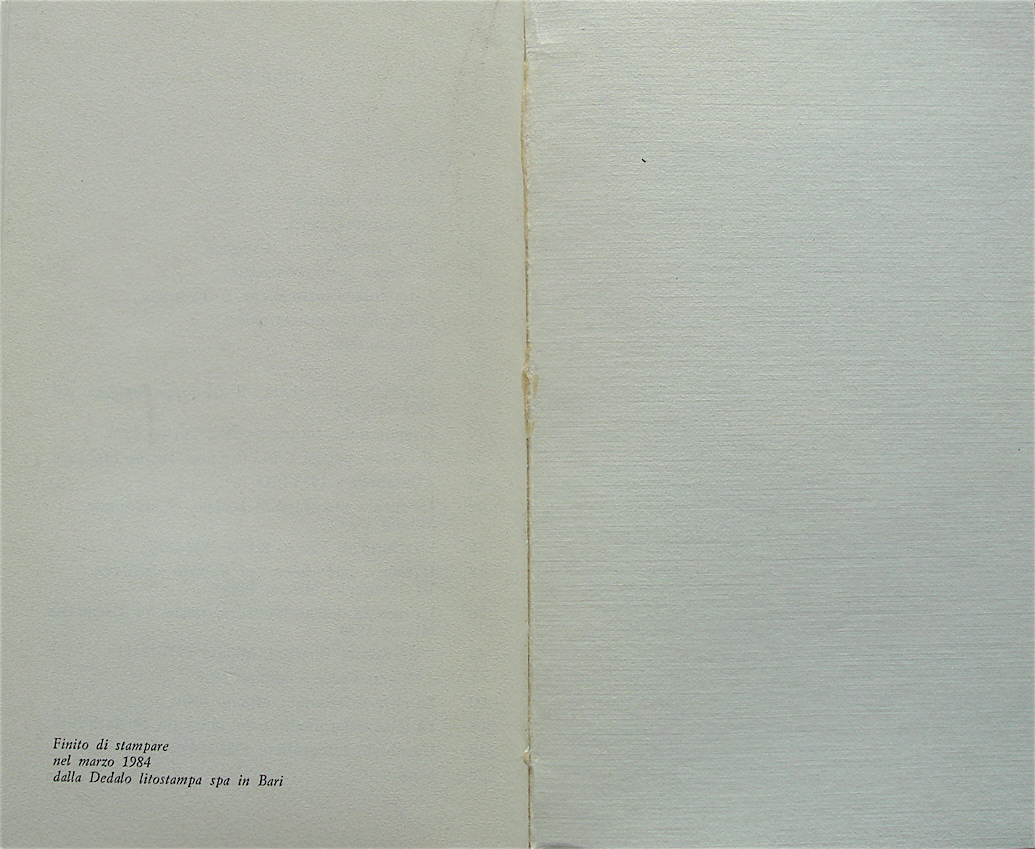 Finito di stampare
nel marzo 1984
dalla Dedalo litostampa spa in Bari